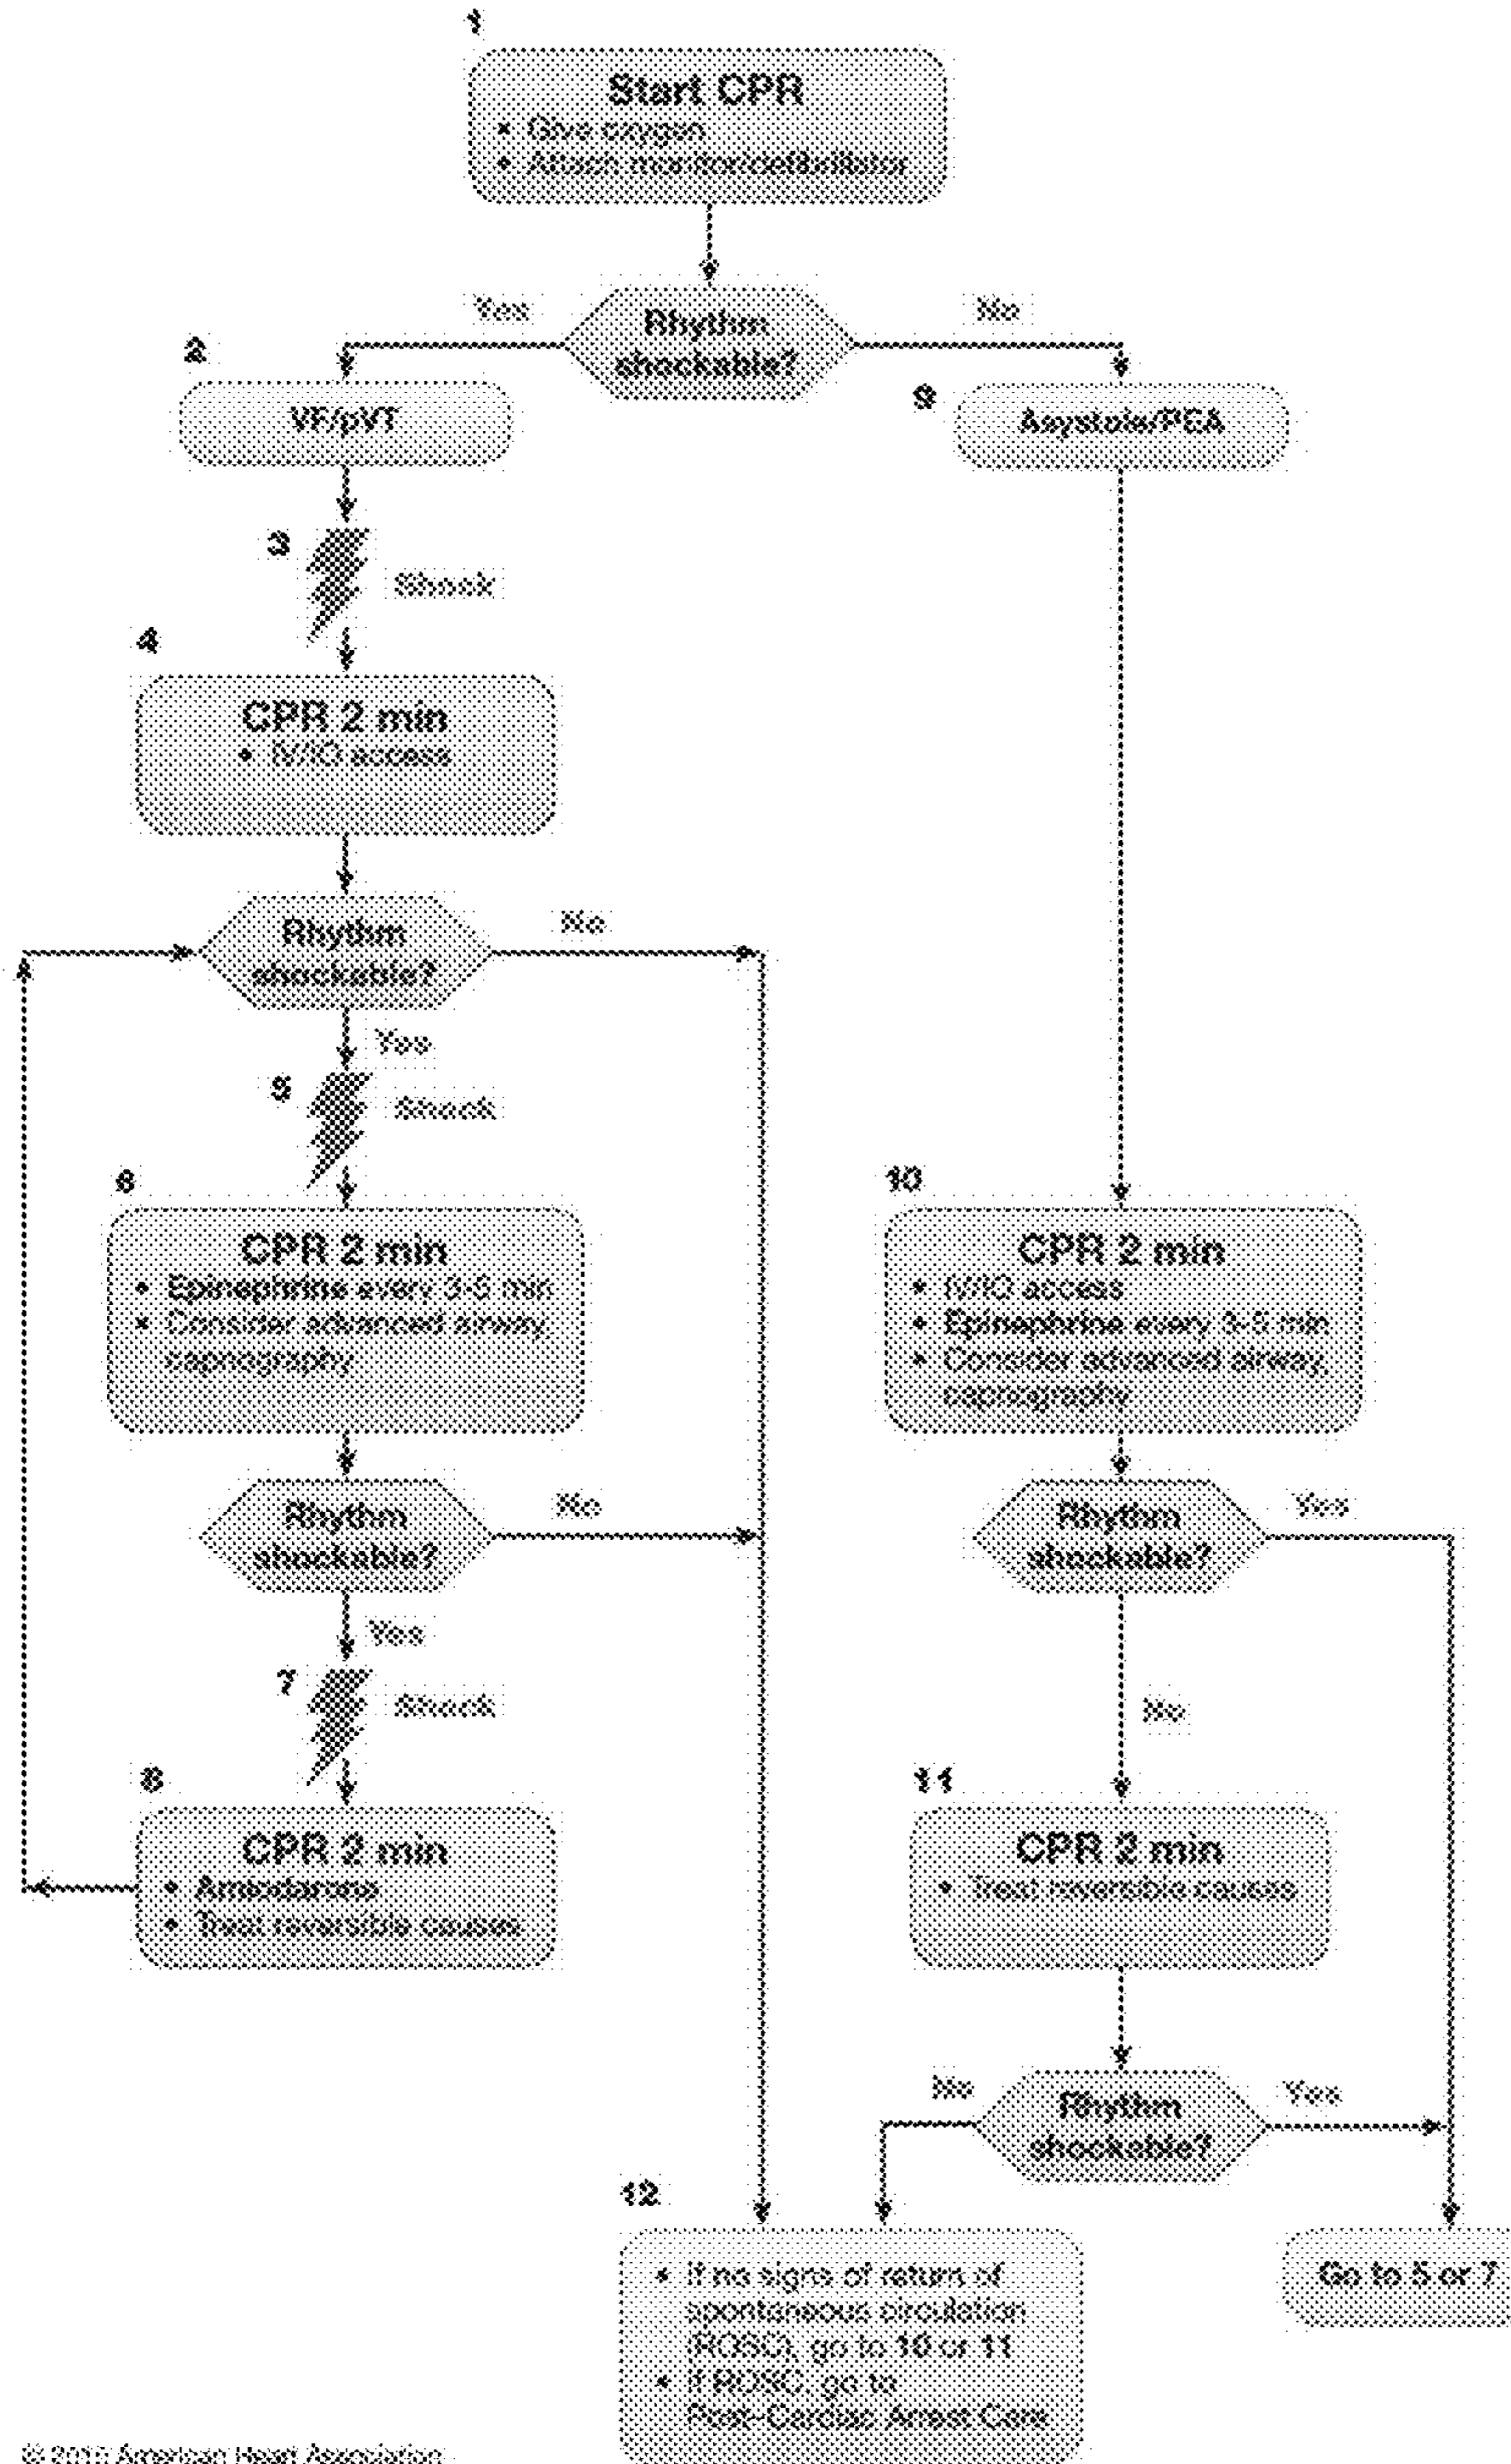 1
Start CPR
• Give oxygen
• Attach monitor/defibrillator
Rhythm
shockable?
Yes
No
2
VF/pVT
9
Asystole/PEA
3
Shock
4
CPR 2 min
• IV/IO access
Rhythm
shockable?
No
Yes
5
Shock
6
CPR 2 min
• Epinephrine every 3-5 min
• Consider advanced airway,
capnography
Rhythm
shockable?
No
Yes
7
Shock
8
CPR 2 min
• Amiodarone
• Treat reversible causes
10
CPR 2 min
• IV/IO access
• Epinephrine every 3-5 min
• Consider advanced airway,
capnography
Rhythm
shockable?
Yes
No
11
CPR 2 min
• Treat reversible causes
Rhythm
shockable?
No
Yes
12
• If no signs of return of
spontaneous circulation
(ROSC), go to 10 or 11
• If ROSC, go to
Post-Cardiac Arrest Care
Go to 5 or 7
© American Heart Association